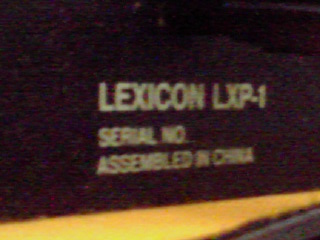 LEXICON LXP-1
SERIAL NO.
ASSEMBLED IN CHINA